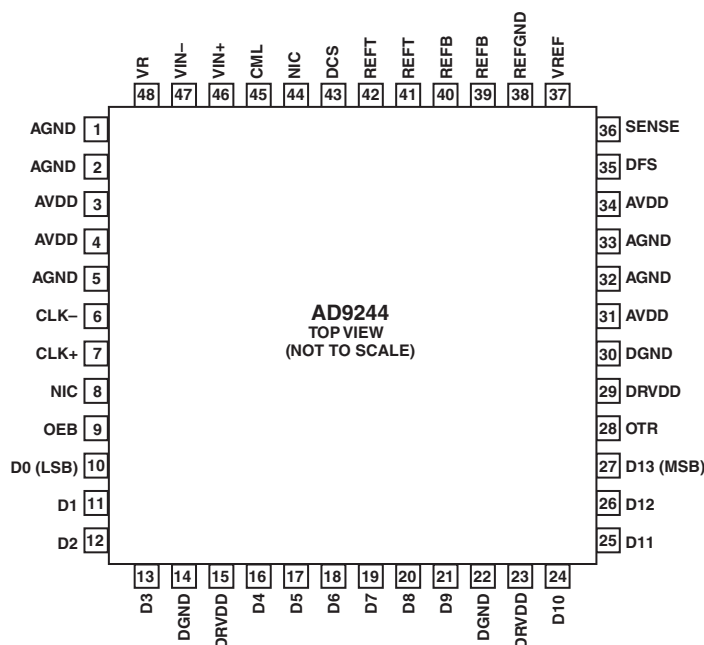 VR VIN– VIN+ CML NIC DCS REFT REFT REFB REFB REFGND VREF
48 47 46 45 44 43 42 41 40 39 38 37
AGND 1
AGND 2
AVDD 3
AVDD 4
AGND 5
CLK– 6
CLK+ 7
NIC 8
OEB 9
D0 (LSB) 10
D1 11
D2 12
AD9244
TOP VIEW
(NOT TO SCALE)
36 SENSE
35 DFS
34 AVDD
33 AGND
32 AGND
31 AVDD
30 DGND
29 DRVDD
28 OTR
27 D13 (MSB)
26 D12
25 D11
13 14 15 16 17 18 19 20 21 22 23 24
D3 DGND DRVDD D4 D5 D6 D7 D8 D9 DGND DRVDD D10